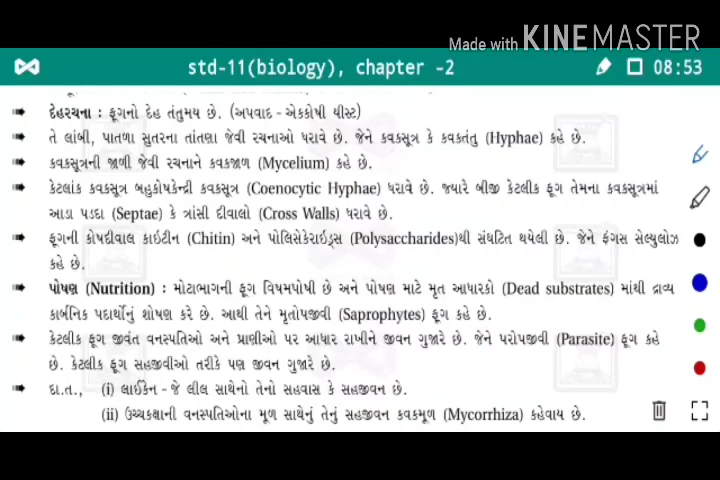 Made with KINEMASTER
std-11(biology), chapter -2
08:53
દેહરચના : ફૂગનો દેહ તંતુમય છે. (અપવાદ - એકકોષી યીસ્ટ)
તે લાંબી, પાતળા સુતરના તાંતણા જેવી રચનાઓ ધરાવે છે. જેને કવકસૂત્ર કે કવકતંતુ (Hyphae) કહે છે.
કવકસૂત્રની જાળી જેવી રચનાને કવકજાળ (Mycelium) કહે છે.
કેટલાંક કવકસૂત્ર બહુકોષકેન્દ્રી કવકસૂત્ર (Coenocytic Hyphae) ધરાવે છે. જ્યારે બીજી કેટલીક ફૂગ તેમના કવકસૂત્રમાં
આડા પડદા (Septae) કે ત્રાંસી દીવાલો (Cross Walls) ધરાવે છે.
ફૂગની કોષદીવાલ કાઇટીન (Chitin) અને પોલિસેકેરાઇડ્સ (Polysaccharides)થી સંઘટિત થયેલી છે. જેને ફંગસ સેલ્યુલોઝ
કહે છે.
પોષણ (Nutrition) : મોટાભાગની ફૂગ વિષમપોષી છે અને પોષણ માટે મૃત આધારકો (Dead substrates) માંથી દ્રાવ્ય
કાર્બનિક પદાર્થોનું શોષણ કરે છે. આથી તેને મૃતોપજીવી (Saprophytes) ફૂગ કહે છે.
કેટલીક ફૂગ જીવંત વનસ્પતિઓ અને પ્રાણીઓ પર આધાર રાખીને જીવન ગુજારે છે. જેને પરોપજીવી (Parasite) ફૂગ કહે
છે. કેટલીક ફૂગ સહજીવીઓ તરીકે પણ જીવન ગુજારે છે.
દા.ત., (i) લાઈકેન - જે લીલ સાથેનો તેનો સહવાસ કે સહજીવન છે.
(ii) ઉચ્ચકક્ષાની વનસ્પતિઓના મૂળ સાથેનું તેનું સહજીવન કવકમૂળ (Mycorrhiza) કહેવાય છે.